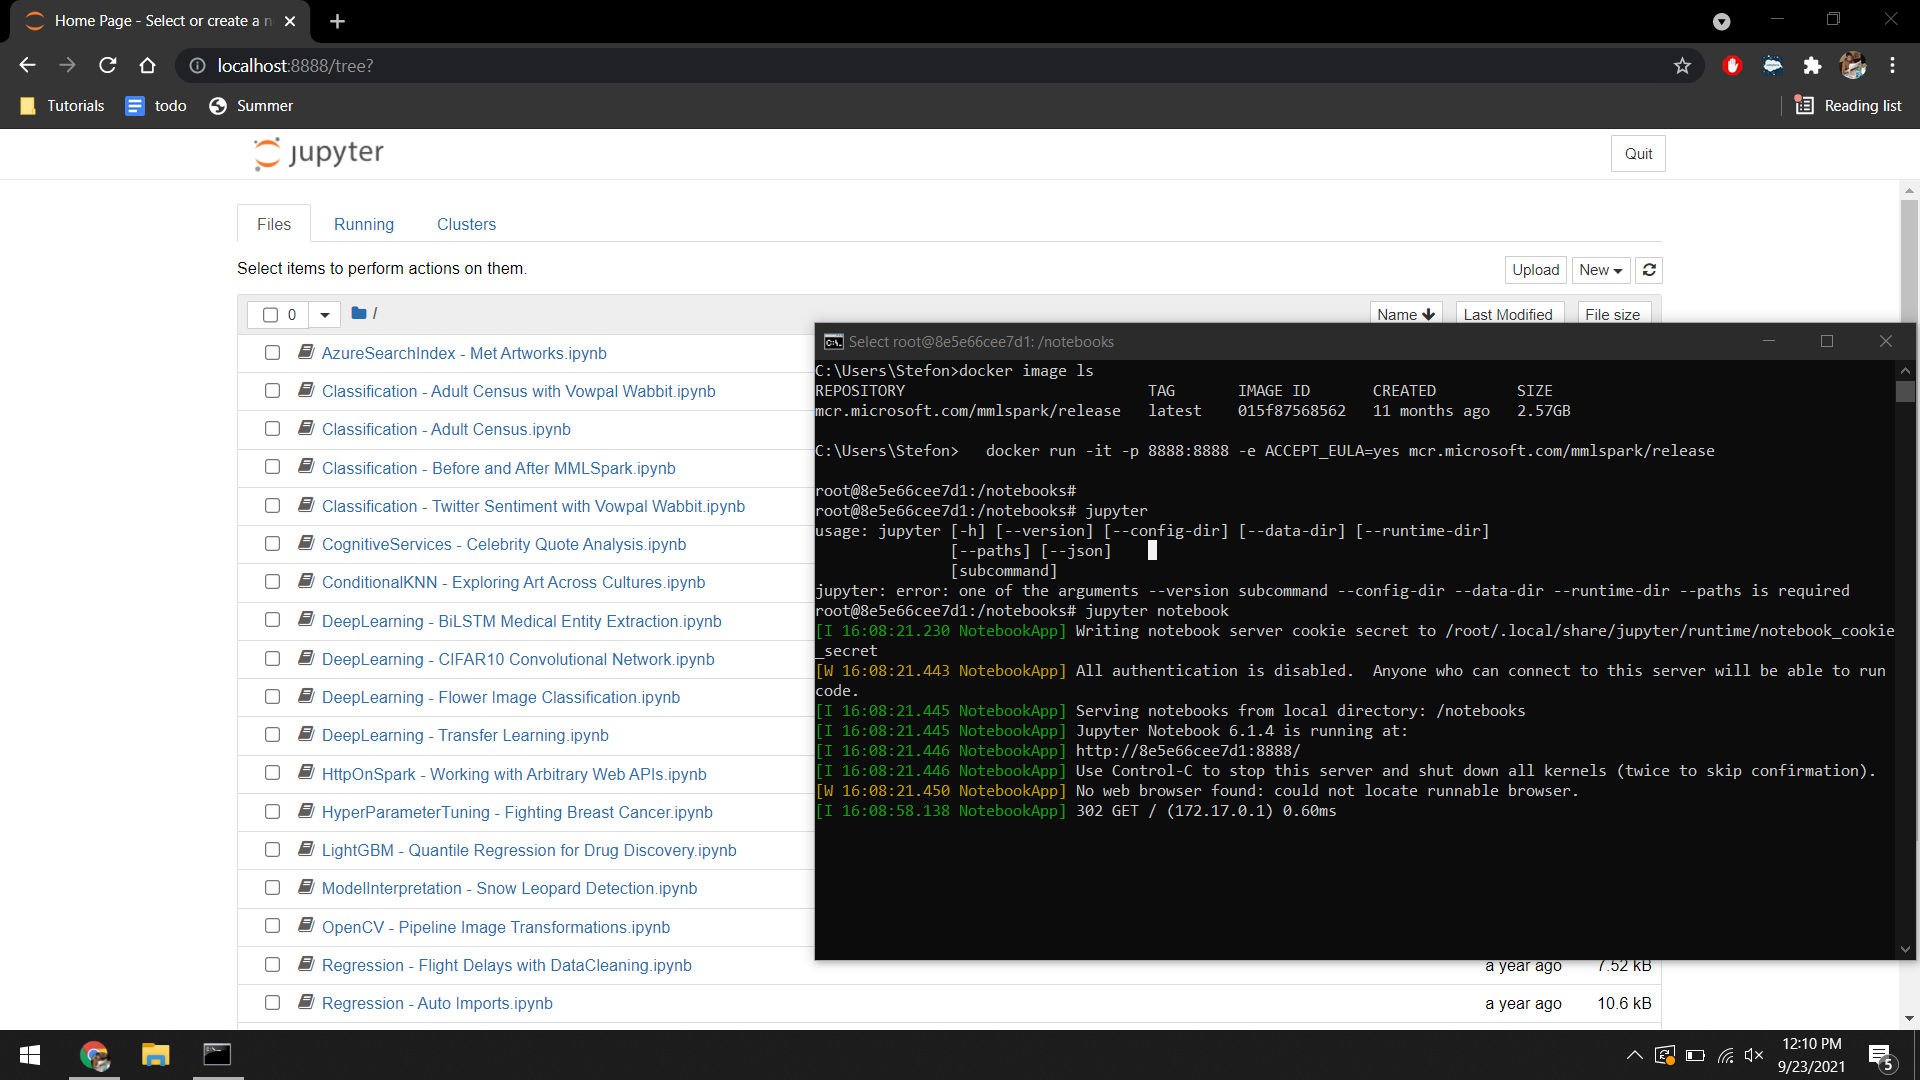 Home Page - Select or create a n
localhost:8888/tree?
Tutorials
todo
Summer
Reading list
jupyter
Quit
Files
Running
Clusters
Select items to perform actions on them.
Upload
New
0
/
Name
Last Modified
File size
AzureSearchIndex - Met Artworks.ipynb
Classification - Adult Census with Vowpal Wabbit.ipynb
Classification - Adult Census.ipynb
Classification - Before and After MMLSpark.ipynb
Classification - Twitter Sentiment with Vowpal Wabbit.ipynb
CognitiveServices - Celebrity Quote Analysis.ipynb
ConditionalKNN - Exploring Art Across Cultures.ipynb
DeepLearning - BiLSTM Medical Entity Extraction.ipynb
DeepLearning - CIFAR10 Convolutional Network.ipynb
DeepLearning - Flower Image Classification.ipynb
DeepLearning - Transfer Learning.ipynb
HttpOnSpark - Working with Arbitrary Web APIs.ipynb
HyperParameterTuning - Fighting Breast Cancer.ipynb
LightGBM - Quantile Regression for Drug Discovery.ipynb
ModelInterpretation - Snow Leopard Detection.ipynb
OpenCV - Pipeline Image Transformations.ipynb
Regression - Flight Delays with DataCleaning.ipynb a year ago 7.52 kB
Regression - Auto Imports.ipynb a year ago 10.6 kB
Select root@8e5e66cee7d1: /notebooks
C:\Users\Stefon>docker image ls
REPOSITORY TAG IMAGE ID CREATED SIZE
mcr.microsoft.com/mmlspark/release latest 015f87568562 11 months ago 2.57GB
C:\Users\Stefon> docker run -it -p 8888:8888 -e ACCEPT_EULA=yes mcr.microsoft.com/mmlspark/release
root@8e5e66cee7d1:/notebooks#
root@8e5e66cee7d1:/notebooks# jupyter
usage: jupyter [-h] [--version] [--config-dir] [--data-dir] [--runtime-dir]
[--paths] [--json]
[subcommand]
jupyter: error: one of the arguments --version subcommand --config-dir --data-dir --runtime-dir --paths is required
root@8e5e66cee7d1:/notebooks# jupyter notebook
[I 16:08:21.230 NotebookApp] Writing notebook server cookie secret to /root/.local/share/jupyter/runtime/notebook_cookie
_secret
[W 16:08:21.443 NotebookApp] All authentication is disabled.  Anyone who can connect to this server will be able to run
code.
[I 16:08:21.445 NotebookApp] Serving notebooks from local directory: /notebooks
[I 16:08:21.445 NotebookApp] Jupyter Notebook 6.1.4 is running at:
[I 16:08:21.446 NotebookApp] http://8e5e66cee7d1:8888/
[I 16:08:21.446 NotebookApp] Use Control-C to stop this server and shut down all kernels (twice to skip confirmation).
[W 16:08:21.450 NotebookApp] No web browser found: could not locate runnable browser.
[I 16:08:58.138 NotebookApp] 302 GET / (172.17.0.1) 0.60ms
12:10 PM
9/23/2021
5